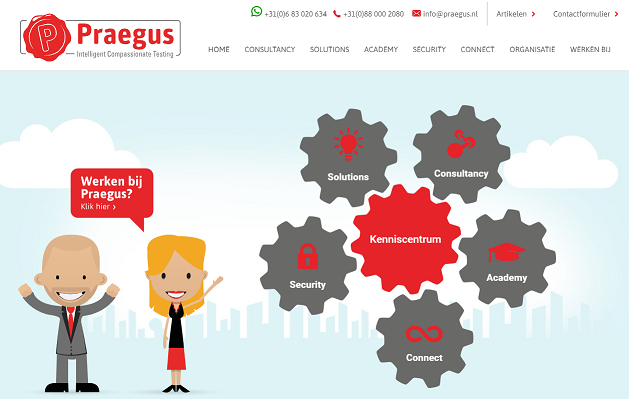 +31(0)6 83 020 634 +31(0)88 000 2080 info@praegus.nl Artikelen Contactformulier
P
Praegus
Intelligent Compassionate Testing
HOME CONSULTANCY SOLUTIONS ACADEMY SECURITY CONNECT ORGANISATIE WERKEN BIJ
Werken bij
Praegus?
Klik hier
Solutions
Consultancy
Kenniscentrum
Security
Academy
Connect